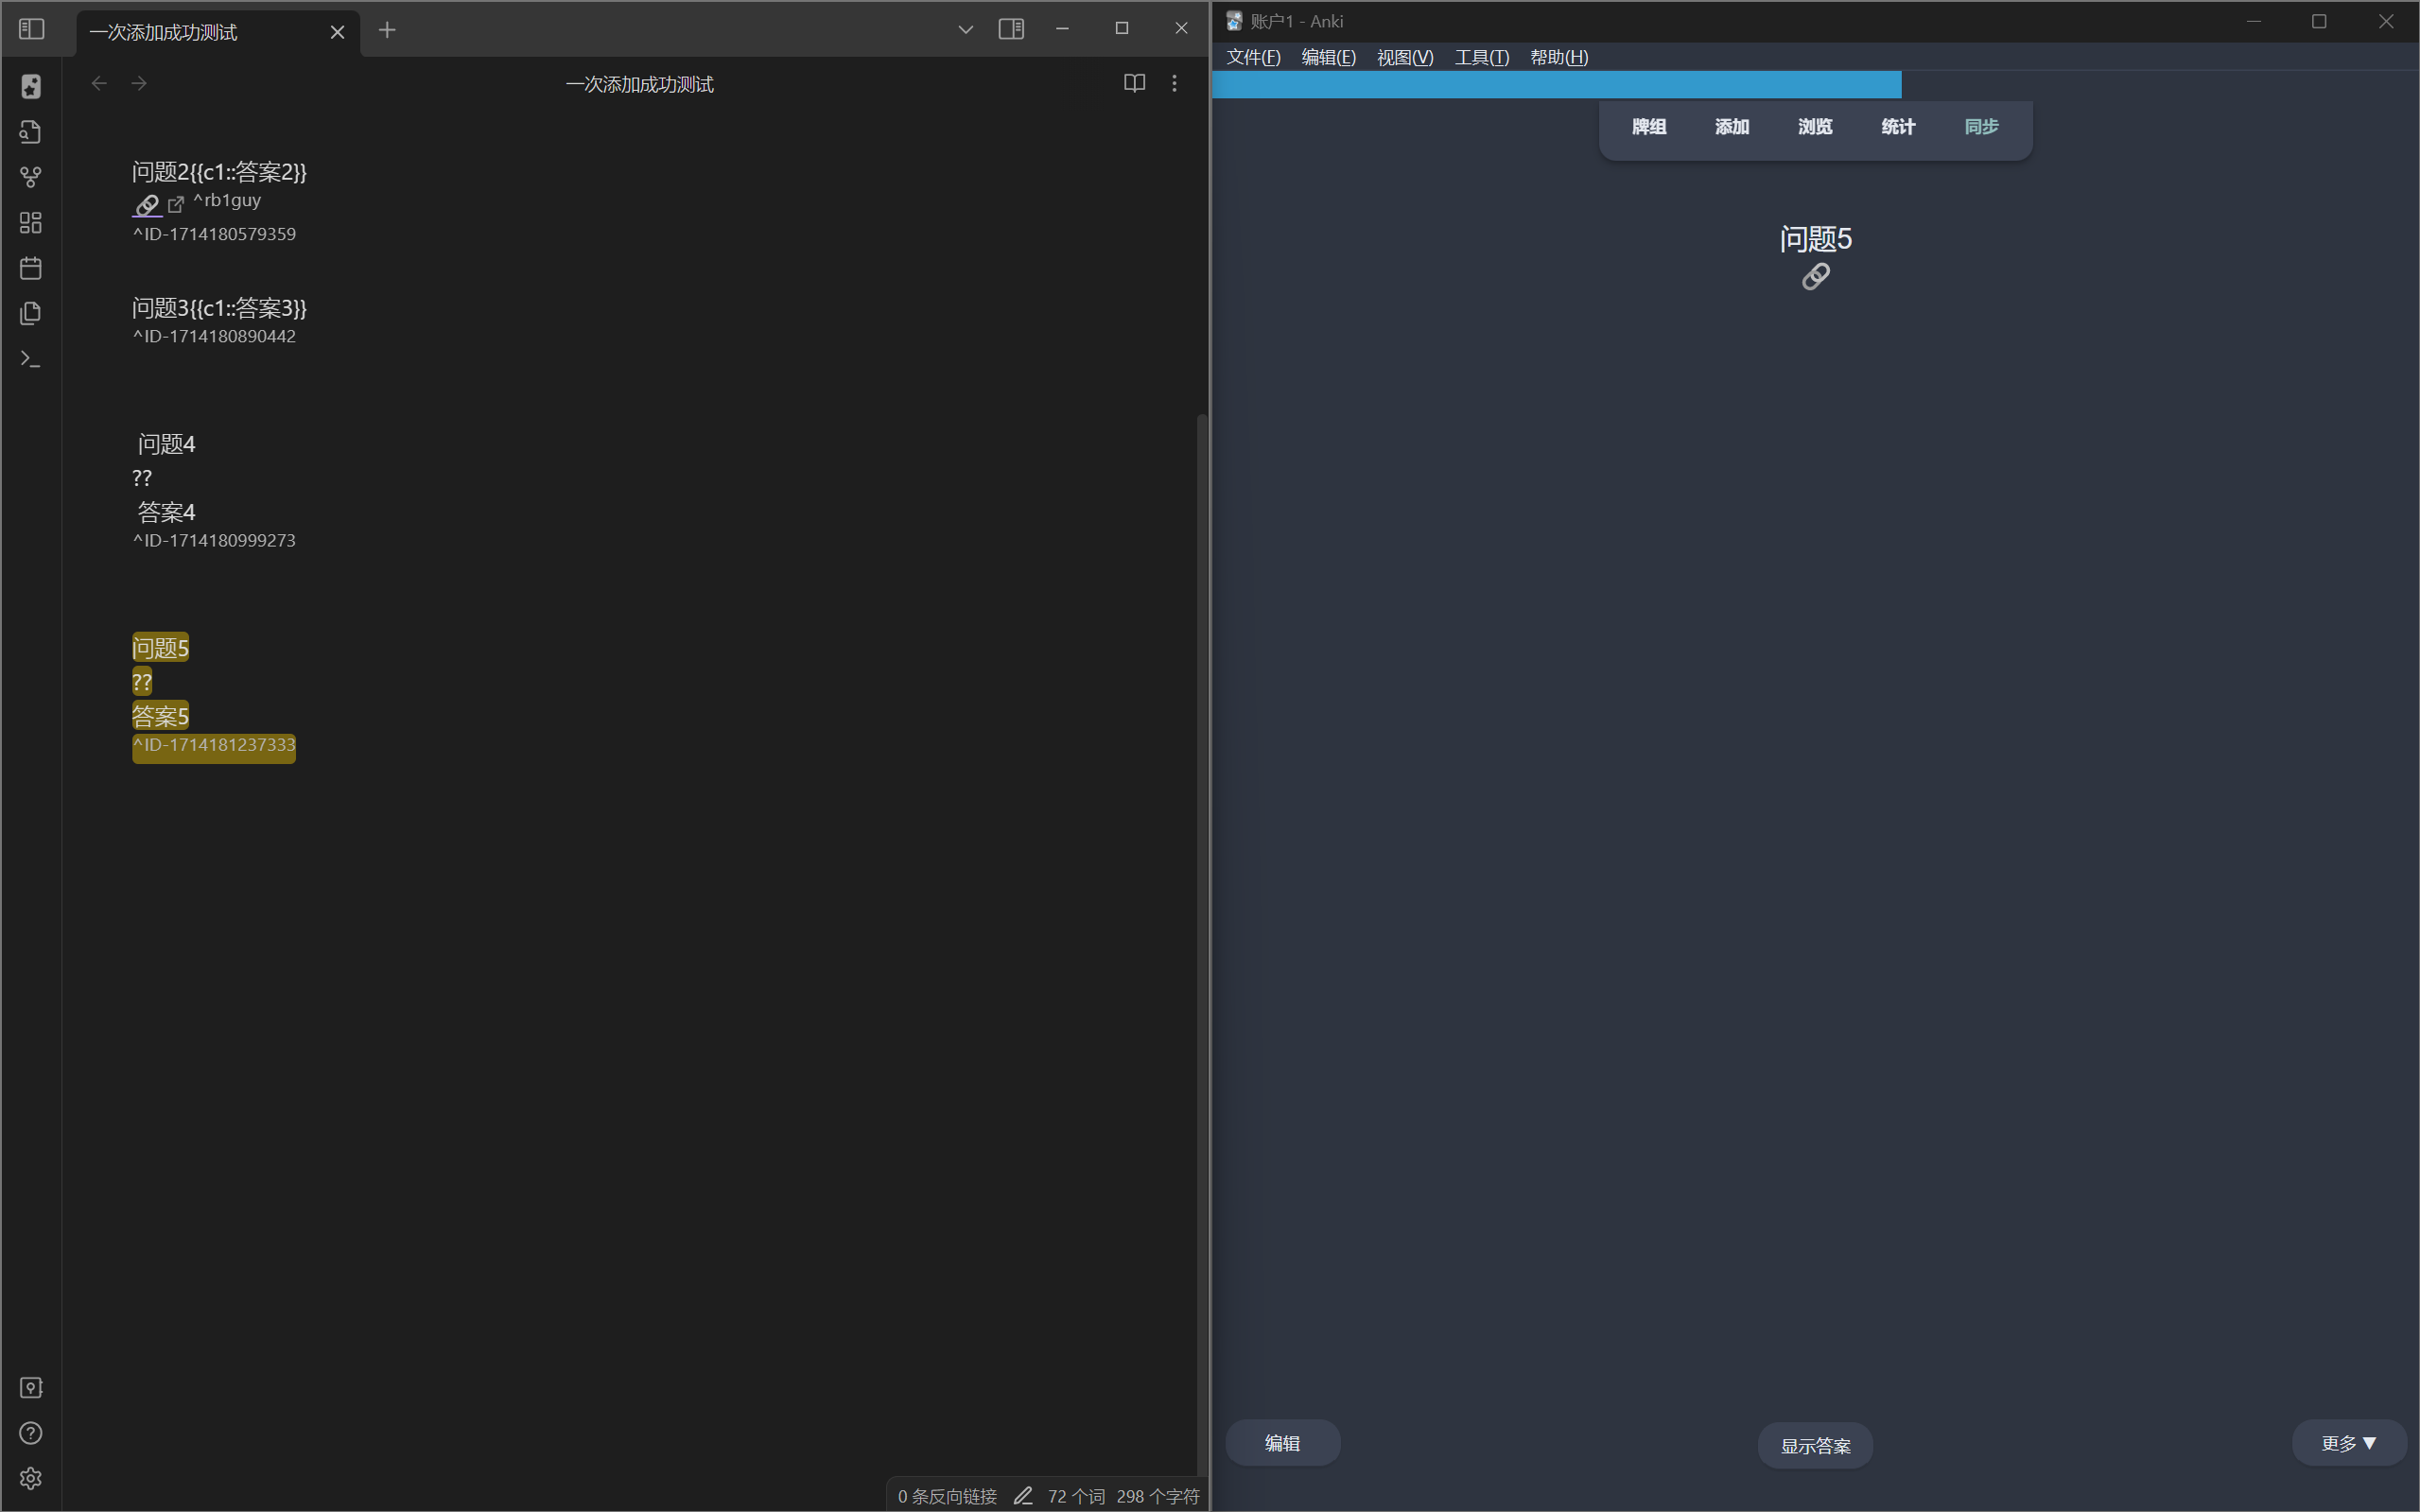 一次添加成功测试
一次添加成功测试
问题2{{c1::答案2}}
^rb1guy
^ID-1714180579359
问题3{{c1::答案3}}
^ID-1714180890442
问题4
??
答案4
^ID-1714180999273
问题5
??
答案5
^ID-1714181237333
0 条反向链接 72 个词 298 个字符
账户1 - Anki
文件(F) 编辑(E) 视图(V) 工具(T) 帮助(H)
牌组 添加 浏览 统计 同步
问题5
编辑 显示答案 更多 ▼